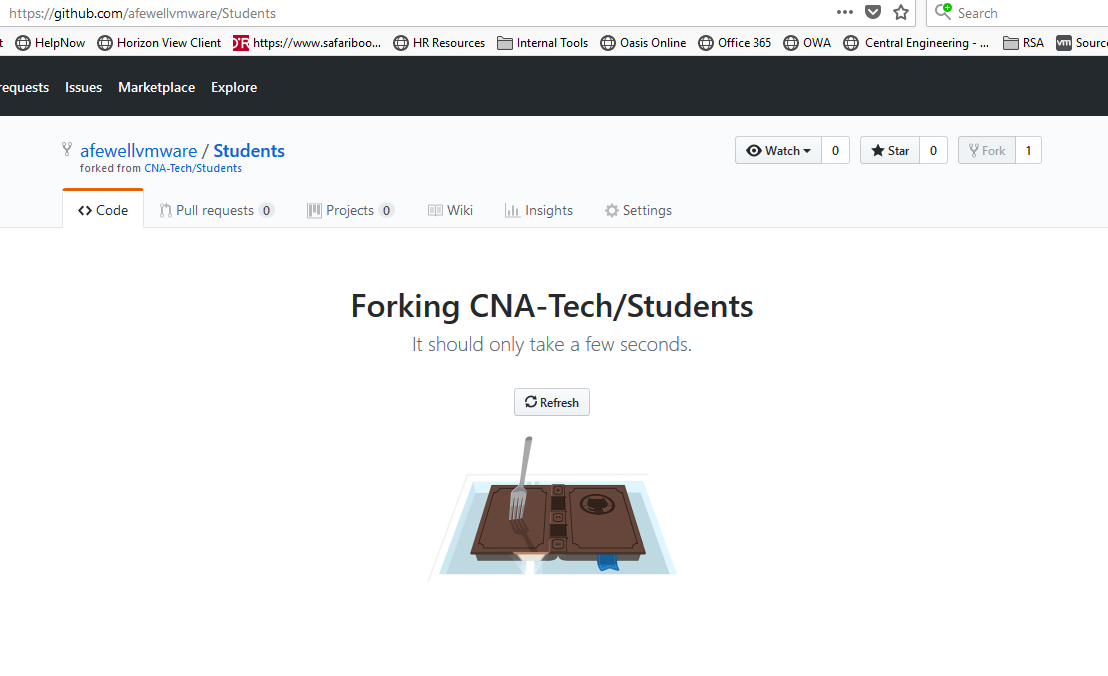 https://github.com/afewellvmware/Students
Search
HelpNow Horizon View Client https://www.safariboo... HR Resources Internal Tools Oasis Online Office 365 OWA Central Engineering - ... RSA vm Sourc
requests Issues Marketplace Explore
afewellvmware / Students Watch 0 Star 0 Fork 1
forked from CNA-Tech/Students
Code Pull requests 0 Projects 0 Wiki Insights Settings
Forking CNA-Tech/Students
It should only take a few seconds.
Refresh